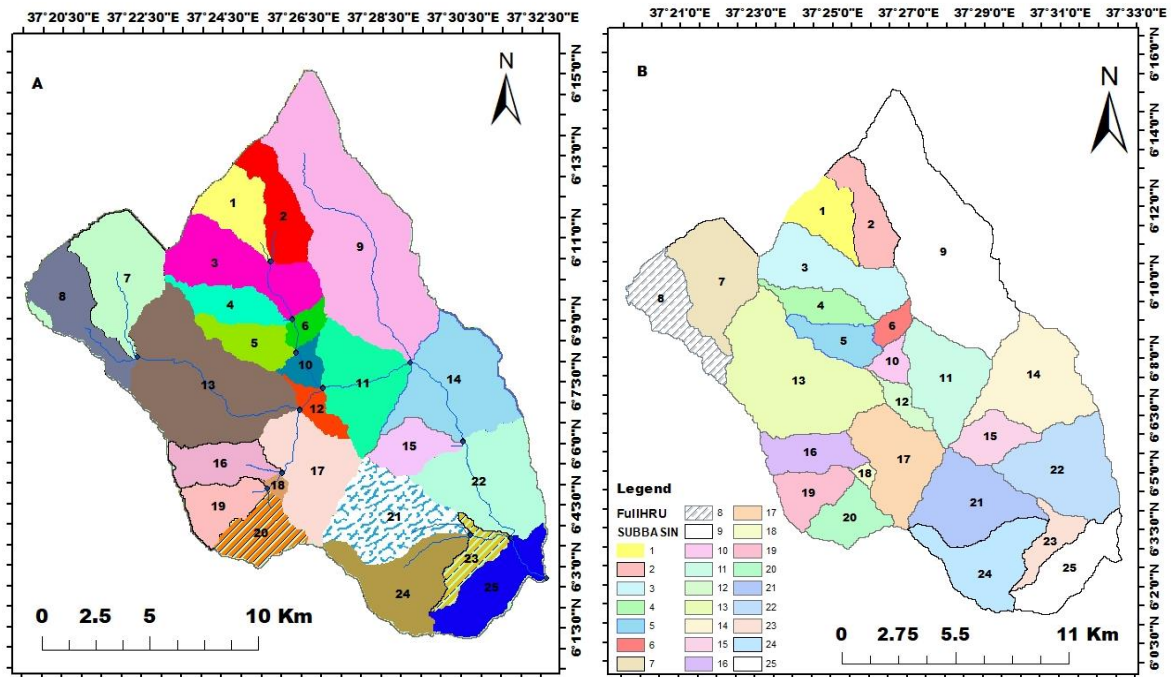 37°20'30"E 37°22'30"E 37°24'30"E 37°26'30"E 37°28'30"E 37°30'30"E 37°32'30"E
A
N
6°15'0"N
6°13'0"N
6°11'0"N
6°9'0"N
6°7'30"N
6°6'0"N
6°4'30"N
6°3'0"N
6°1'30"N
1
2
9
3
7
8
4
6
5
10
11
14
13
12
15
16
17
22
18
19
21
20
23
24
25
0 2.5 5 10 Km
37°21'0"E 37°23'0"E 37°25'0"E 37°27'0"E 37°29'0"E 37°31'0"E 37°33'0"E
B
N
6°16'0"N
6°14'0"N
6°12'0"N
6°10'0"N
6°8'0"N
6°6'30"N
6°5'0"N
6°3'30"N
6°2'0"N
6°0'30"N
1
2
9
3
7
8
4
6
5
10
11
14
13
12
15
16
17
22
18
19
21
20
23
24
25
Legend
FullHRU
SUBBASIN
1
2
3
4
5
6
7
8
9
10
11
12
13
14
15
16
17
18
19
20
21
22
23
24
25
0 2.75 5.5 11 Km